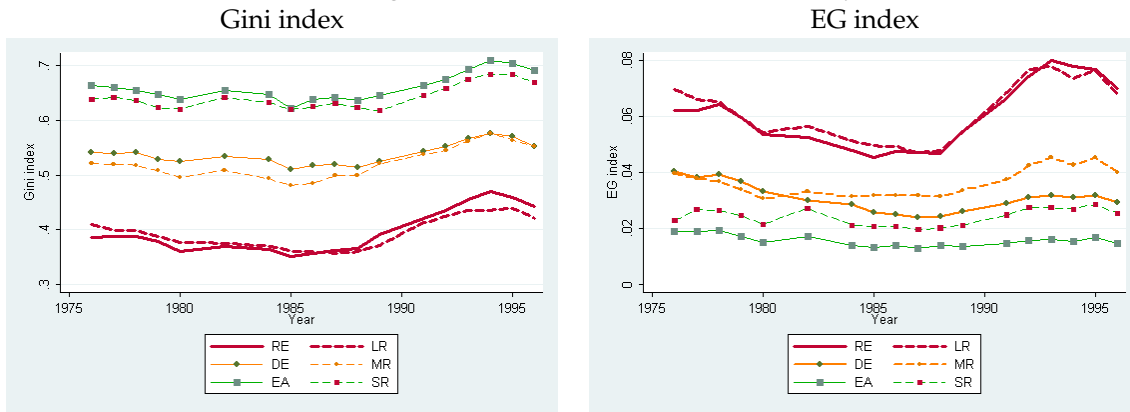 Gini index
EG index
Gini index
.7
.6
.5
.4
.3
1975
1980
1985
1990
1995
Year
RE
LR
DE
MR
EA
SR
EG index
.08
.06
.04
.02
0
1975
1980
1985
1990
1995
Year
RE
LR
DE
MR
EA
SR